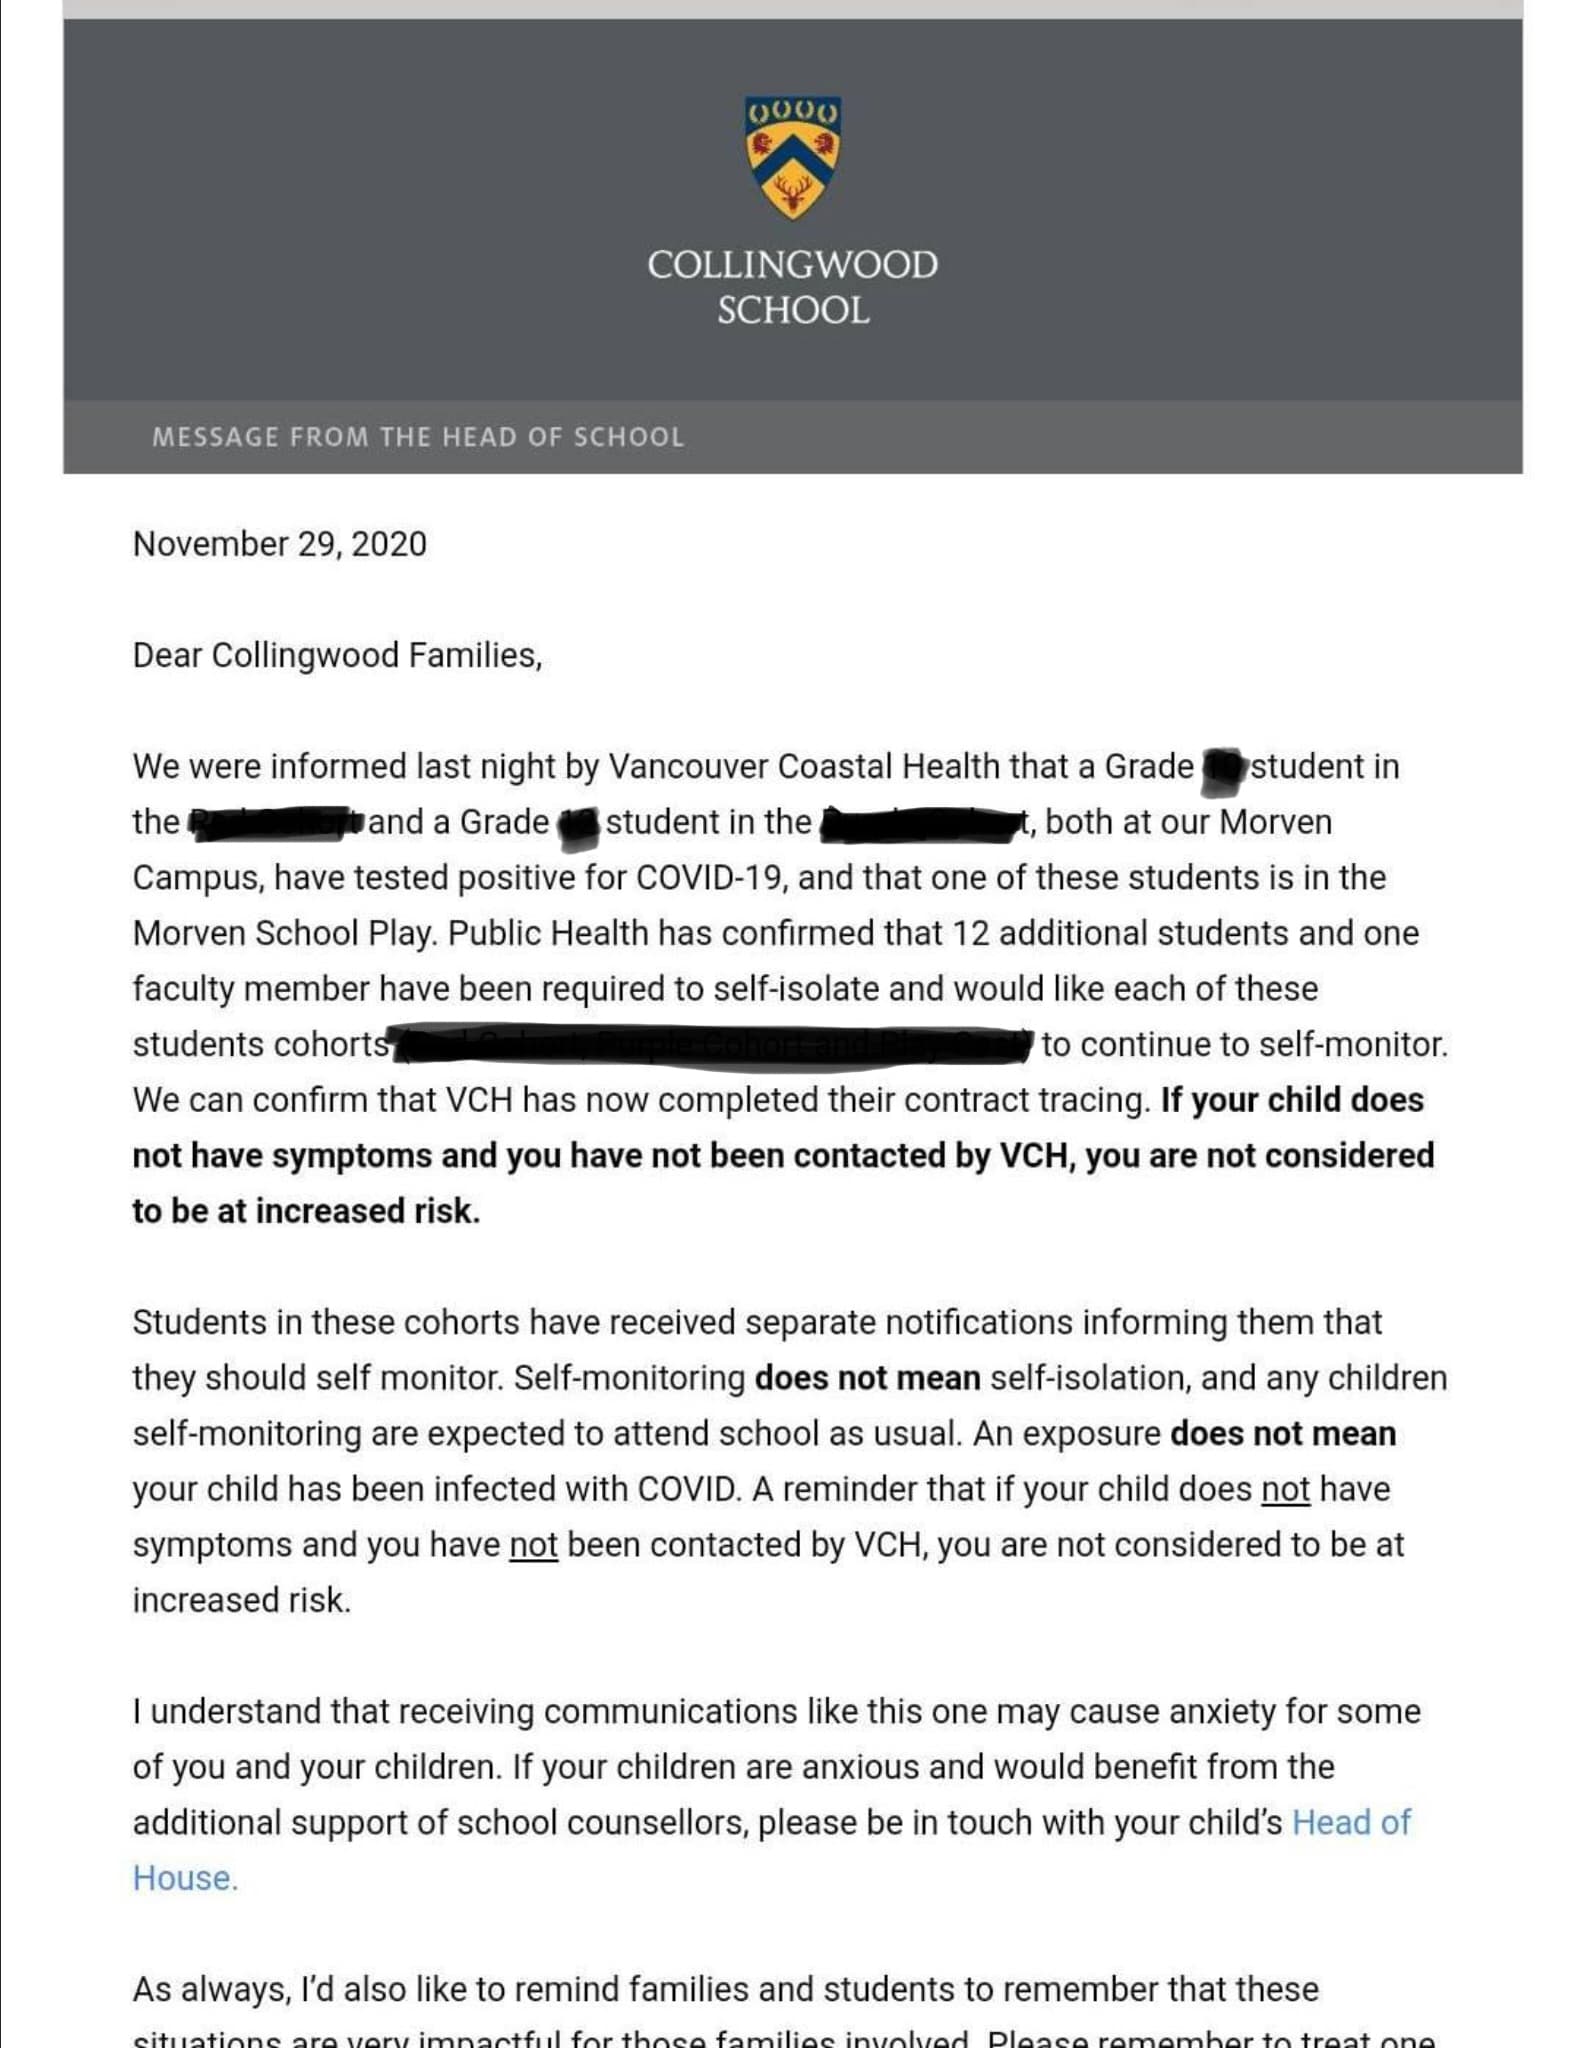 COLLINGWOOD
SCHOOL
MESSAGE FROM THE HEAD OF SCHOOL
November 29, 2020
Dear Collingwood Families,
We were informed last night by Vancouver Coastal Health that a Grade student in
the and a Grade student in the , both at our Morven
Campus, have tested positive for COVID-19, and that one of these students is in the
Morven School Play. Public Health has confirmed that 12 additional students and one
faculty member have been required to self-isolate and would like each of these
students cohorts to continue to self-monitor.
We can confirm that VCH has now completed their contract tracing. If your child does
not have symptoms and you have not been contacted by VCH, you are not considered
to be at increased risk.
Students in these cohorts have received separate notifications informing them that
they should self monitor. Self-monitoring does not mean self-isolation, and any children
self-monitoring are expected to attend school as usual. An exposure does not mean
your child has been infected with COVID. A reminder that if your child does not have
symptoms and you have not been contacted by VCH, you are not considered to be at
increased risk.
I understand that receiving communications like this one may cause anxiety for some
of you and your children. If your children are anxious and would benefit from the
additional support of school counsellors, please be in touch with your child’s Head of
House.
As always, I’d also like to remind families and students to remember that these
situations are very impactful for those families involved. Please remember to treat one